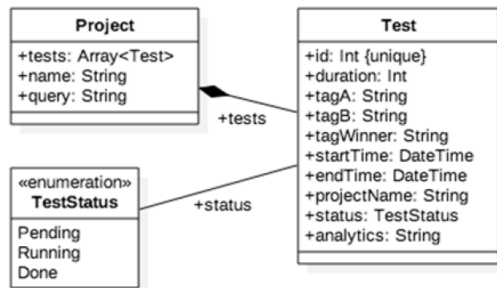 Project
+tests: Array<Test>
+name: String
+query: String
Test
+id: Int {unique}
+duration: Int
+tagA: String
+tagB: String
+tagWinner: String
+startTime: DateTime
+endTime: DateTime
+projectName: String
+status: TestStatus
+analytics: String
+tests
«enumeration»
TestStatus
Pending
Running
Done
+status